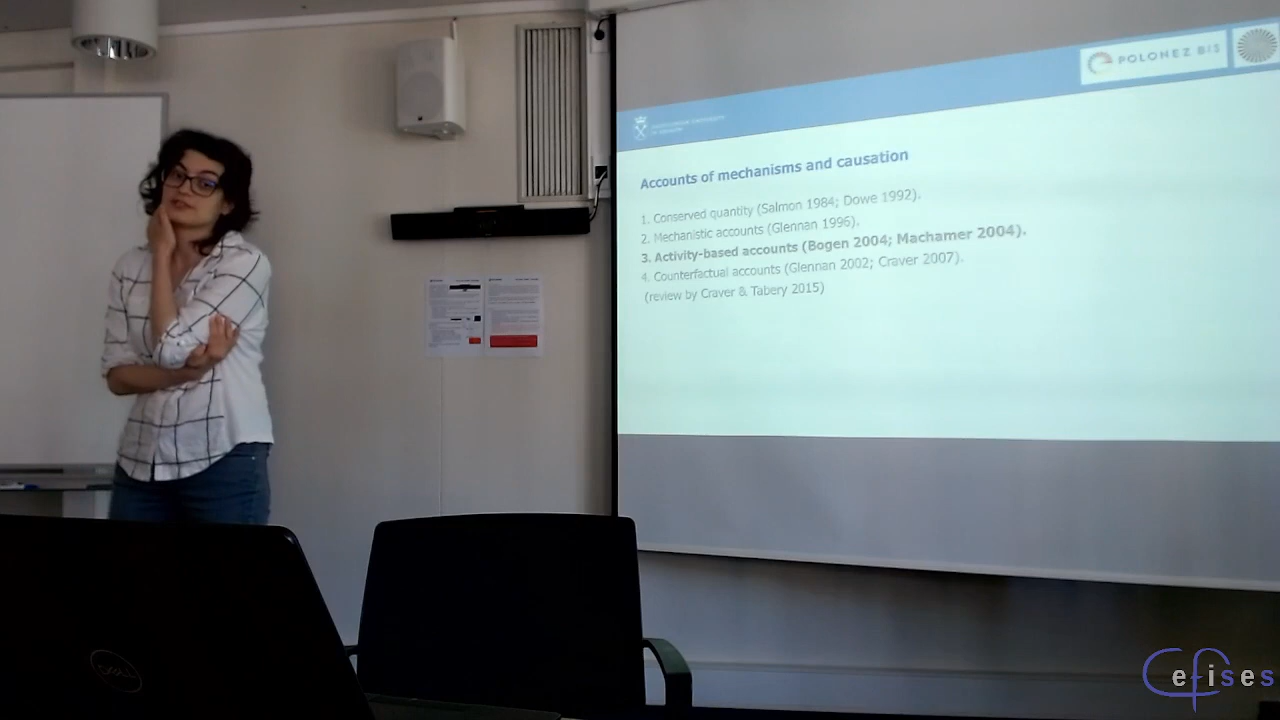 POLONEZ BIS
Accounts of mechanisms and causation
1. Conserved quantity (Salmon 1984; Dowe 1992).
2. Mechanistic accounts (Glennan 1996).
3. Activity-based accounts (Bogen 2004; Machamer 2004).
4. Counterfactual accounts (Glennan 2002; Craver 2007).
(review by Craver & Tabery 2015)
DELL
Cefises